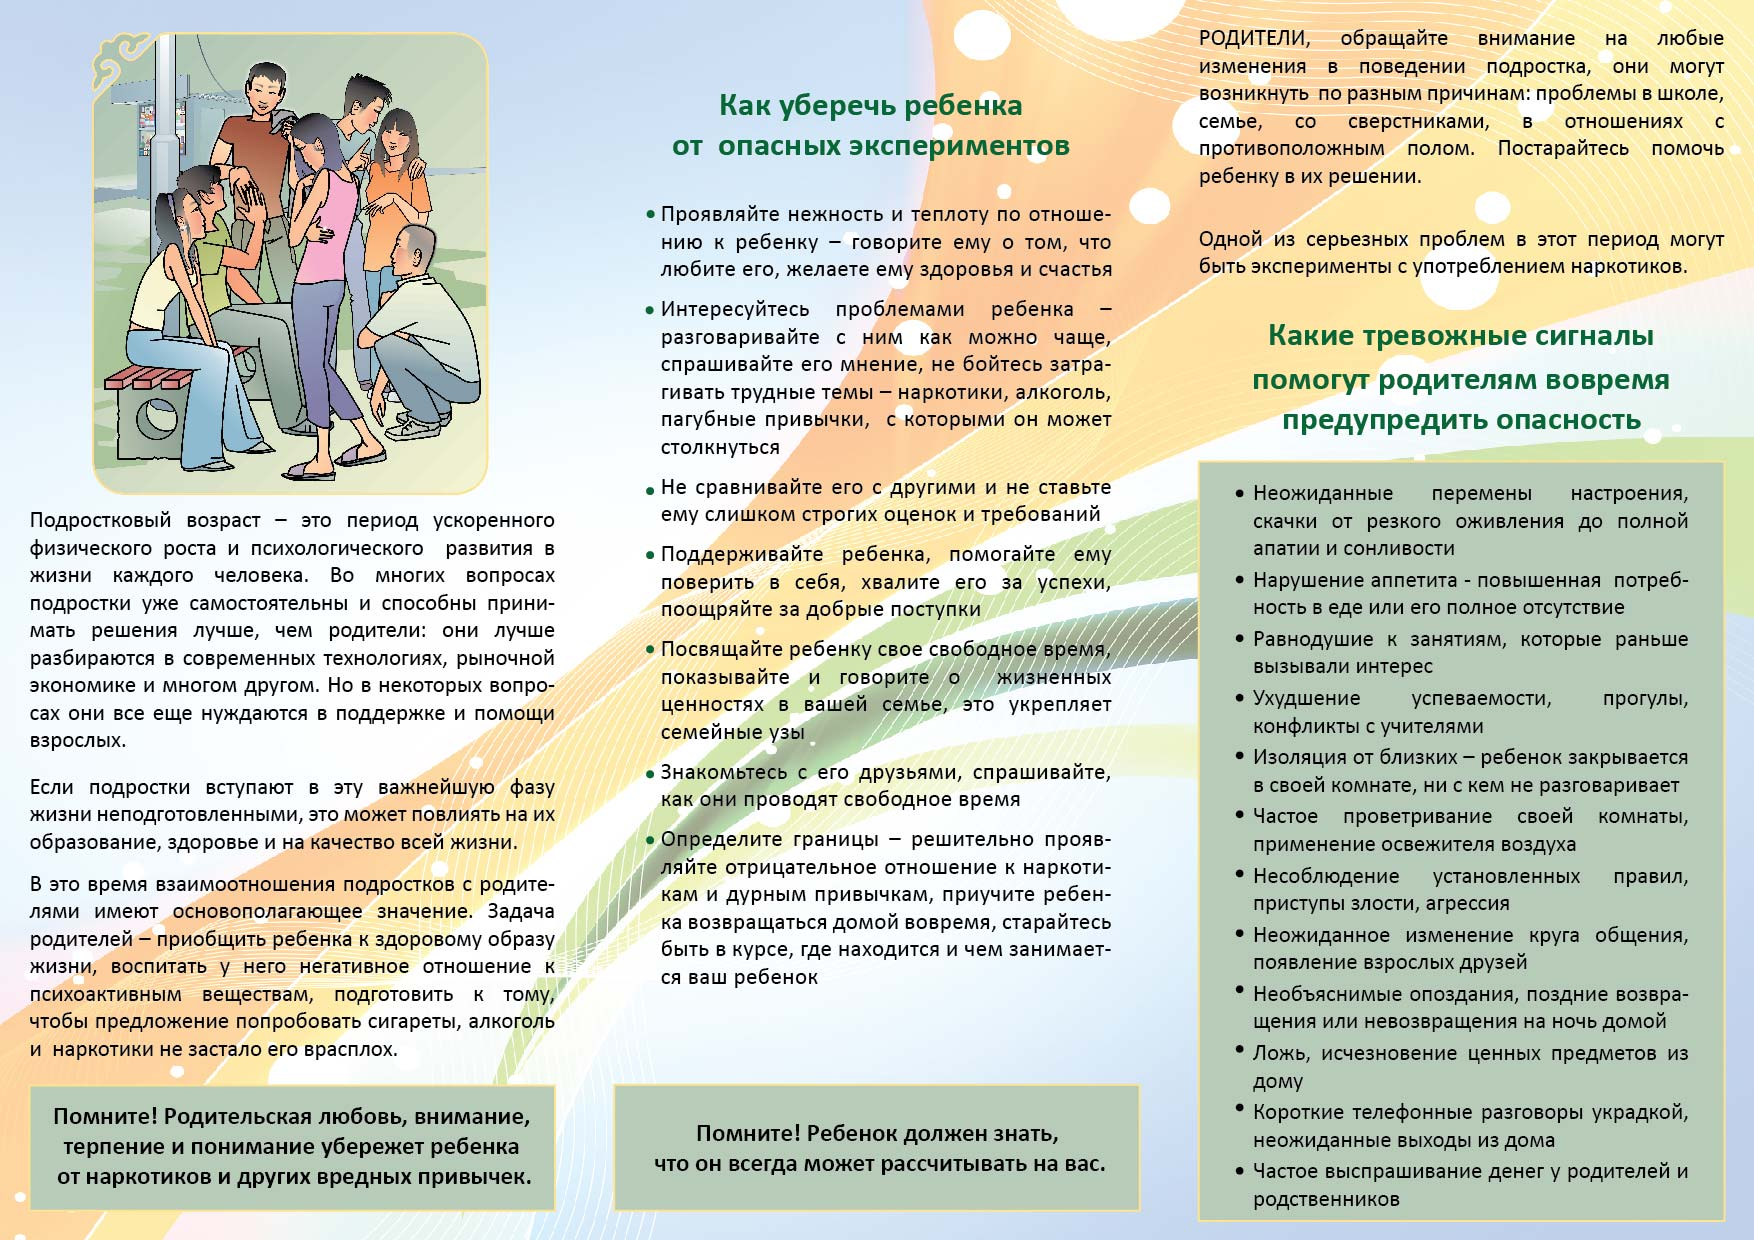 Подростковый возраст – это период ускоренного
физического роста и психологического развития в
жизни каждого человека. Во многих вопросах
подростки уже самостоятельны и способны прини-
мать решения лучше, чем родители: они лучше
разбираются в современных технологиях, рыночной
экономике и многом другом. Но в некоторых вопро-
сах они все еще нуждаются в поддержке и помощи
взрослых.
Если подростки вступают в эту важнейшую фазу
жизни неподготовленными, это может повлиять на их
образование, здоровье и на качество всей жизни.
В это время взаимоотношения подростков с родите-
лями имеют основополагающее значение. Задача
родителей – приобщить ребенка к здоровому образу
жизни, воспитать у него негативное отношение к
психоактивным веществам, подготовить к тому,
чтобы предложение попробовать сигареты, алкоголь
и наркотики не застало его врасплох.
Помните! Родительская любовь, внимание,
терпение и понимание убережет ребенка
от наркотиков и других вредных привычек.
Как уберечь ребенка
от опасных экспериментов
• Проявляйте нежность и теплоту по отноше-
нию к ребенку – говорите ему о том, что
любите его, желаете ему здоровья и счастья
• Интересуйтесь проблемами ребенка –
разговаривайте с ним как можно чаще,
спрашивайте его мнение, не бойтесь затра-
гивать трудные темы – наркотики, алкоголь,
пагубные привычки, с которыми он может
столкнуться
• Не сравнивайте его с другими и не ставьте
ему слишком строгих оценок и требований
• Поддерживайте ребенка, помогайте ему
поверить в себя, хвалите его за успехи,
поощряйте за добрые поступки
• Посвящайте ребенку свое свободное время,
показывайте и говорите о жизненных
ценностях в вашей семье, это укрепляет
семейные узы
• Знакомьтесь с его друзьями, спрашивайте,
как они проводят свободное время
• Определите границы – решительно прояв-
ляйте отрицательное отношение к наркоти-
кам и дурным привычкам, приучите ребен-
ка возвращаться домой вовремя, старайтесь
быть в курсе, где находится и чем занимает-
ся ваш ребенок
Помните! Ребенок должен знать,
что он всегда может рассчитывать на вас.
РОДИТЕЛИ, обращайте внимание на любые
изменения в поведении подростка, они могут
возникнуть по разным причинам: проблемы в школе,
семье, со сверстниками, в отношениях с
противоположным полом. Постарайтесь помочь
ребенку в их решении.
Одной из серьезных проблем в этот период могут
быть эксперименты с употреблением наркотиков.
Какие тревожные сигналы
помогут родителям вовремя
предупредить опасность
• Неожиданные перемены настроения,
скачки от резкого оживления до полной
апатии и сонливости
• Нарушение аппетита - повышенная потреб-
ность в еде или его полное отсутствие
• Равнодушие к занятиям, которые раньше
вызывали интерес
• Ухудшение успеваемости, прогулы,
конфликты с учителями
• Изоляция от близких – ребенок закрывается
в своей комнате, ни с кем не разговаривает
• Частое проветривание своей комнаты,
применение освежителя воздуха
• Несоблюдение установленных правил,
приступы злости, агрессия
• Неожиданное изменение круга общения,
появление взрослых друзей
• Необъяснимые опоздания, поздние возвра-
щения или невозвращения на ночь домой
• Ложь, исчезновение ценных предметов из
дому
• Короткие телефонные разговоры украдкой,
неожиданные выходы из дома
• Частое выспрашивание денег у родителей и
родственников